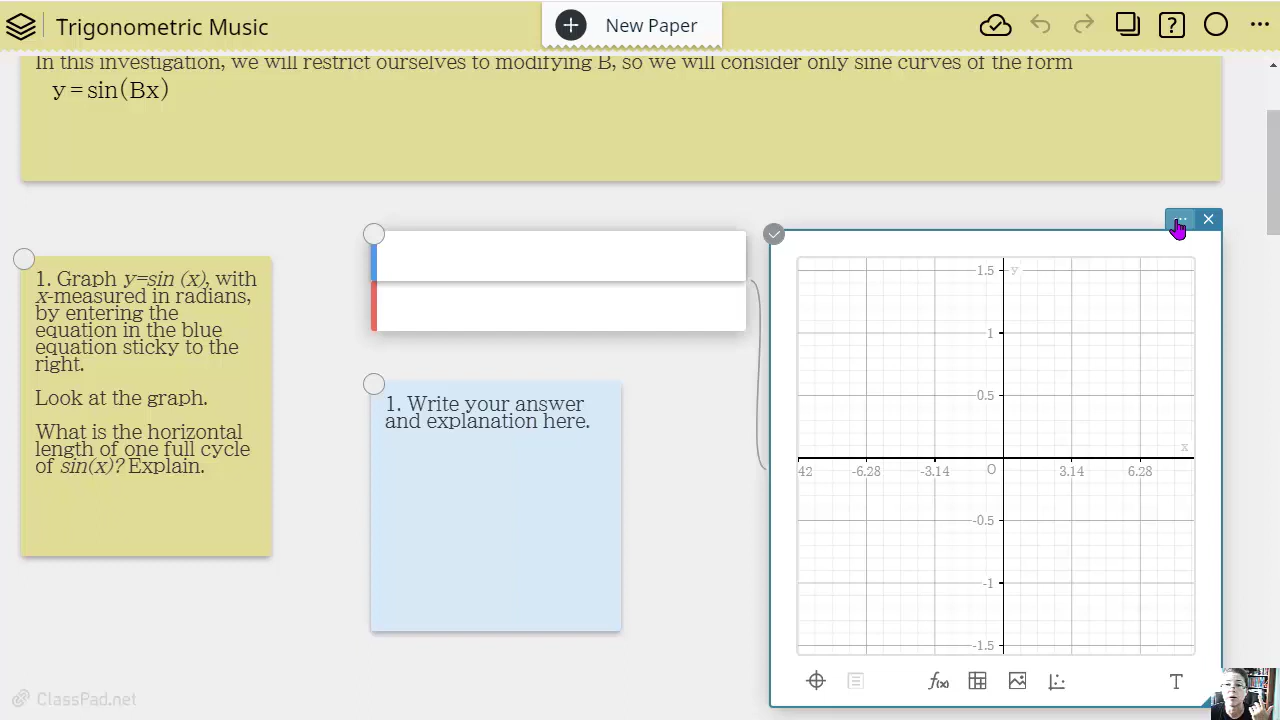 Trigonometric Music
New Paper
In this investigation, we will restrict ourselves to modifying B, so we will consider only sine curves of the form
y = sin(Bx)
1. Graph y=sin (x), with
x-measured in radians,
by entering the
equation in the blue
equation sticky to the
right.
Look at the graph.
What is the horizontal
length of one full cycle
of sin(x)? Explain.
1. Write your answer
and explanation here.
1.5
y
1
0.5
x
42 -6.28 -3.14 O 3.14 6.28
-0.5
-1
-1.5
f(x)
T
ClassPad.net